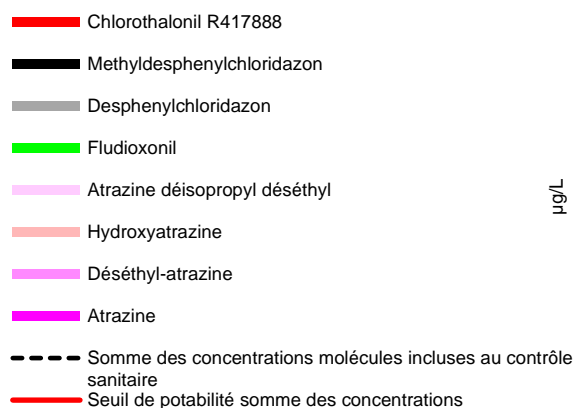 Chlorothalonil R417888
Methyldesphenylchloridazon
Desphenylchloridazon
Fludioxonil
Atrazine déisopropyl déséthyl
Hydroxyatrazine
Déséthyl-atrazine
Atrazine
Somme des concentrations molécules incluses au contrôle
sanitaire
Seuil de potabilité somme des concentrations
µg/L